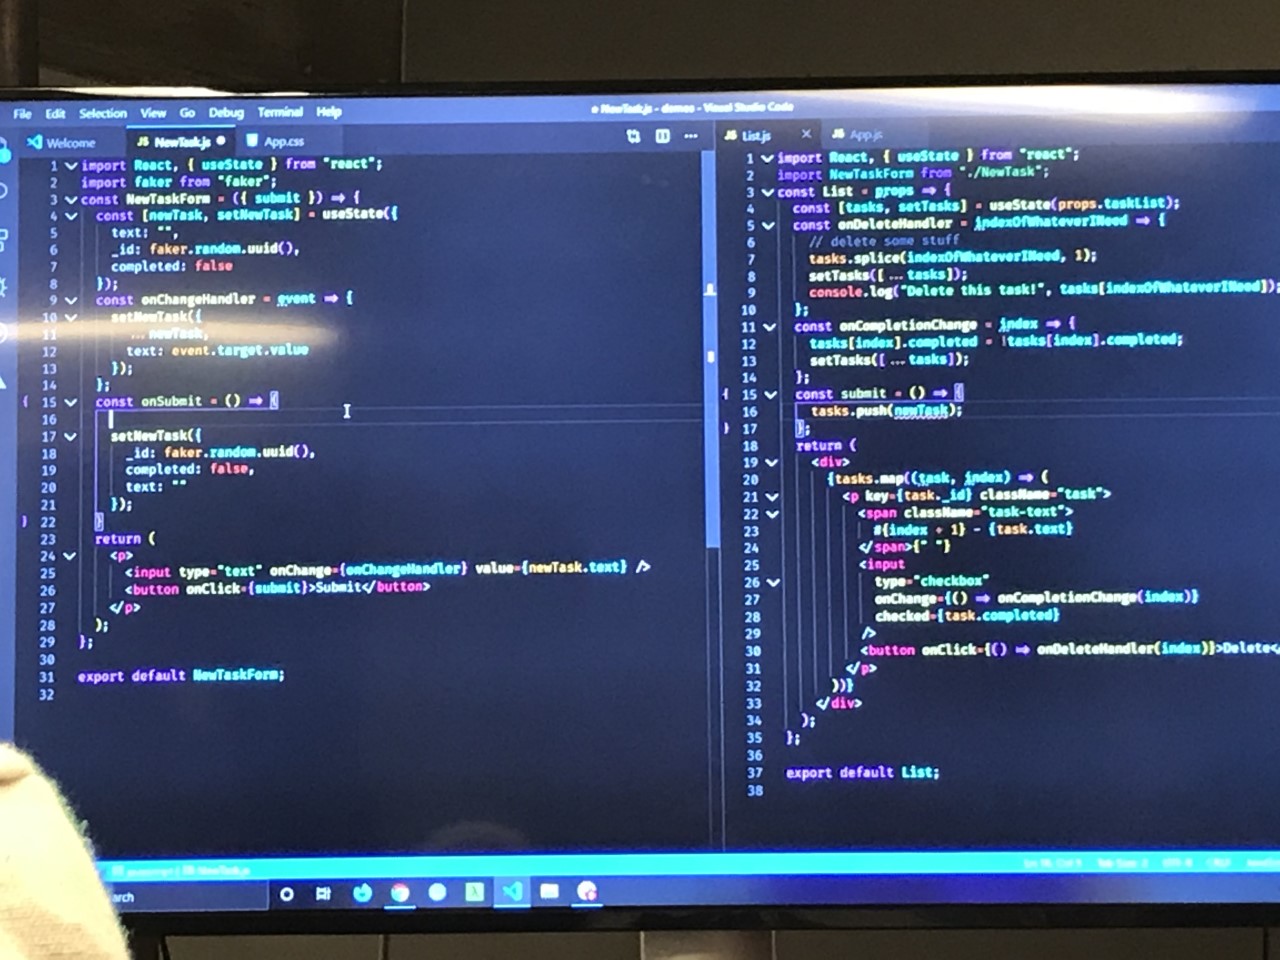 File Edit Selection View Go Debug Terminal Help
● NewTask.js - demos - Visual Studio Code
Welcome
JS NewTask.js ●
App.css
1 import React, { useState } from "react";
2 import faker from "faker";
3 const NewTaskForm = ({ submit }) => {
4 const [newTask, setNewTask] = useState({
5 text: "",
6 _id: faker.random.uuid(),
7 completed: false
8 });
9 const onChangeHandler = event => {
10 setNewTask({
11 ...newTask,
12 text: event.target.value
13 });
14 };
15 const onSubmit = () => {
16
17 setNewTask({
18 _id: faker.random.uuid(),
19 completed: false,
20 text: ""
21 });
22 }
23 return (
24 <p>
25 <input type="text" onChange={onChangeHandler} value={newTask.text} />
26 <button onClick={submit}>Submit</button>
27 </p>
28 );
29 };
30
31 export default NewTaskForm;
32
JS List.js
JS App.js
1 import React, { useState } from "react";
2 import NewTaskForm from "./NewTask";
3 const List = props => {
4 const [tasks, setTasks] = useState(props.taskList);
5 const onDeleteHandler = indexOfWhateverINeed => {
6 // delete some stuff
7 tasks.splice(indexOfWhateverINeed, 1);
8 setTasks([...tasks]);
9 console.log("Delete this task!", tasks[indexOfWhateverINeed]);
10 };
11 const onCompletionChange = index => {
12 tasks[index].completed = !tasks[index].completed;
13 setTasks([...tasks]);
14 };
15 const submit = () => {
16 tasks.push(newTask);
17 };
18 return (
19 <div>
20 {tasks.map((task, index) => (
21 <p key={task._id} className="task">
22 <span className="task-text">
23 #{index + 1} - {task.text}
24 </span>{" "}
25 <input
26 type="checkbox"
27 onChange={() => onCompletionChange(index)}
28 checked={task.completed}
29 />
30 <button onClick={() => onDeleteHandler(index)}>Delete</
31 </p>
32 ))}
33 </div>
34 );
35 };
36
37 export default List;
38
arch